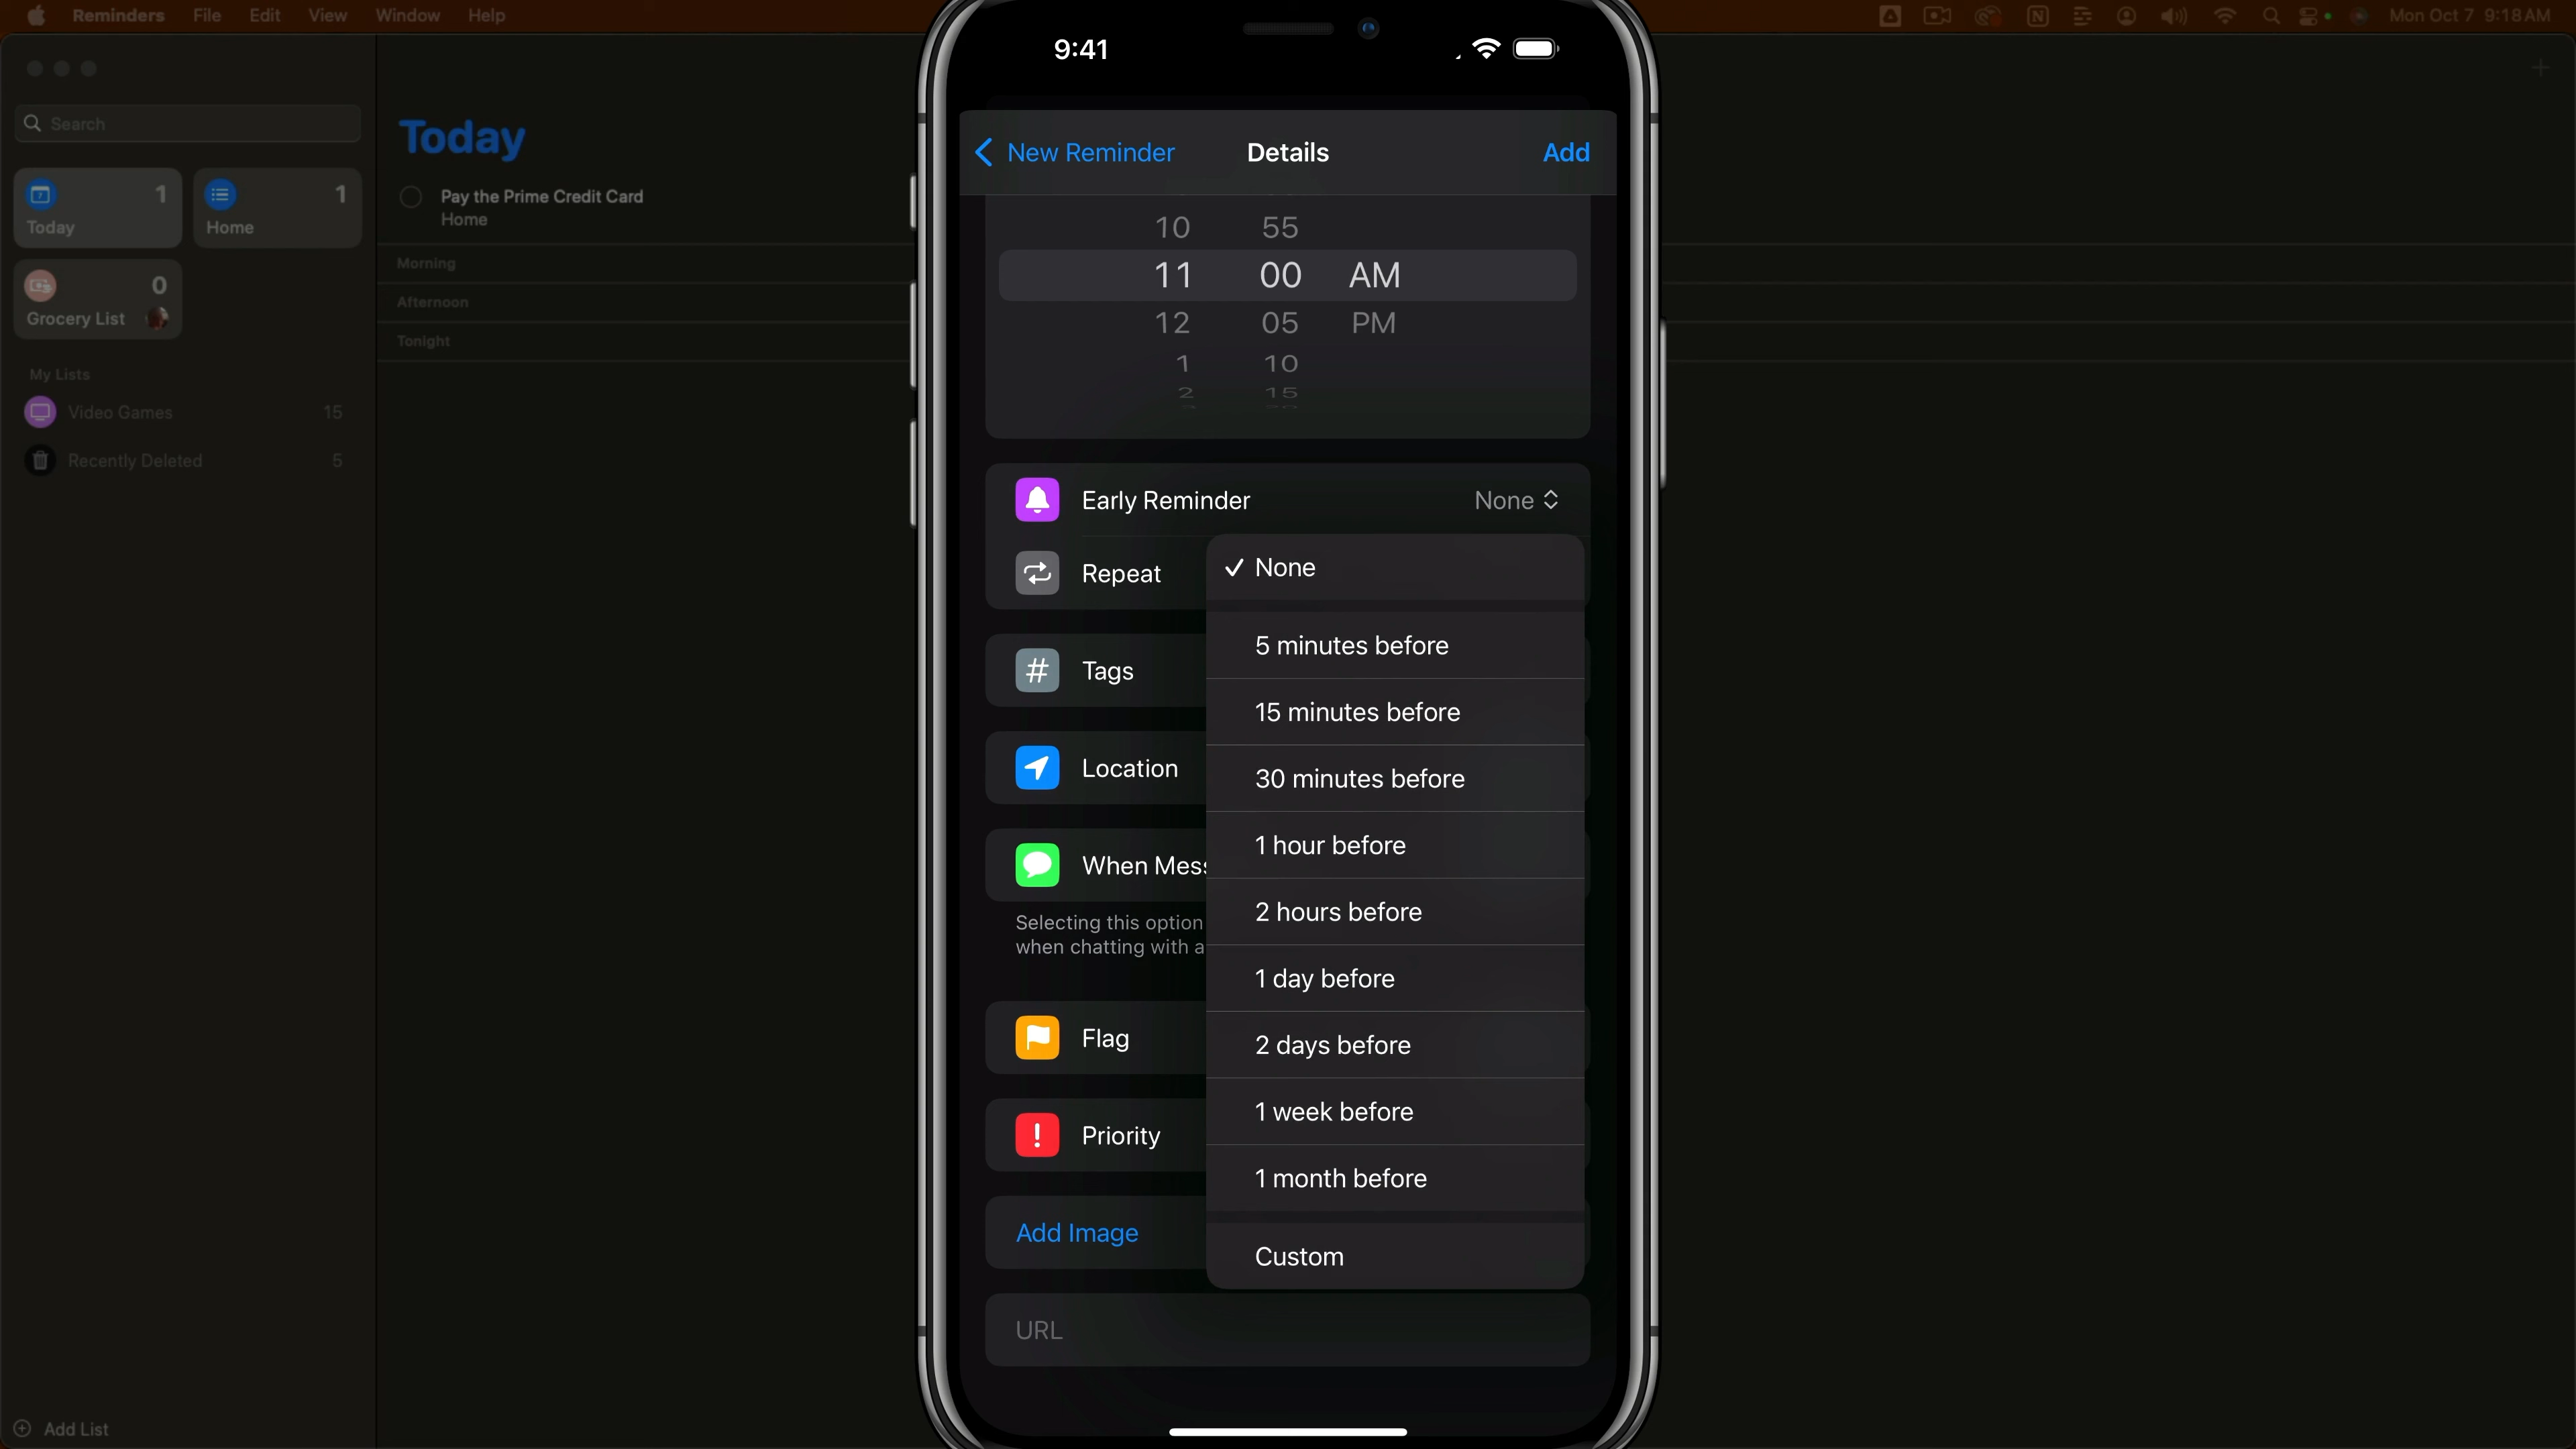 Reminders File Edit View Window Help
Mon Oct 7 9:18 AM
Search
1
Today
1
Home
0
Grocery List
My Lists
Video Games 15
Recently Deleted 5
Add List
Today
Pay the Prime Credit Card
Home
Morning
Afternoon
Tonight
9:41
New Reminder Details Add
10 55
11 00 AM
12 05 PM
1 10
2 15
Early Reminder None
Repeat
Tags
Location
When Mess
Selecting this option
when chatting with a
Flag
Priority
Add Image
URL
None
5 minutes before
15 minutes before
30 minutes before
1 hour before
2 hours before
1 day before
2 days before
1 week before
1 month before
Custom